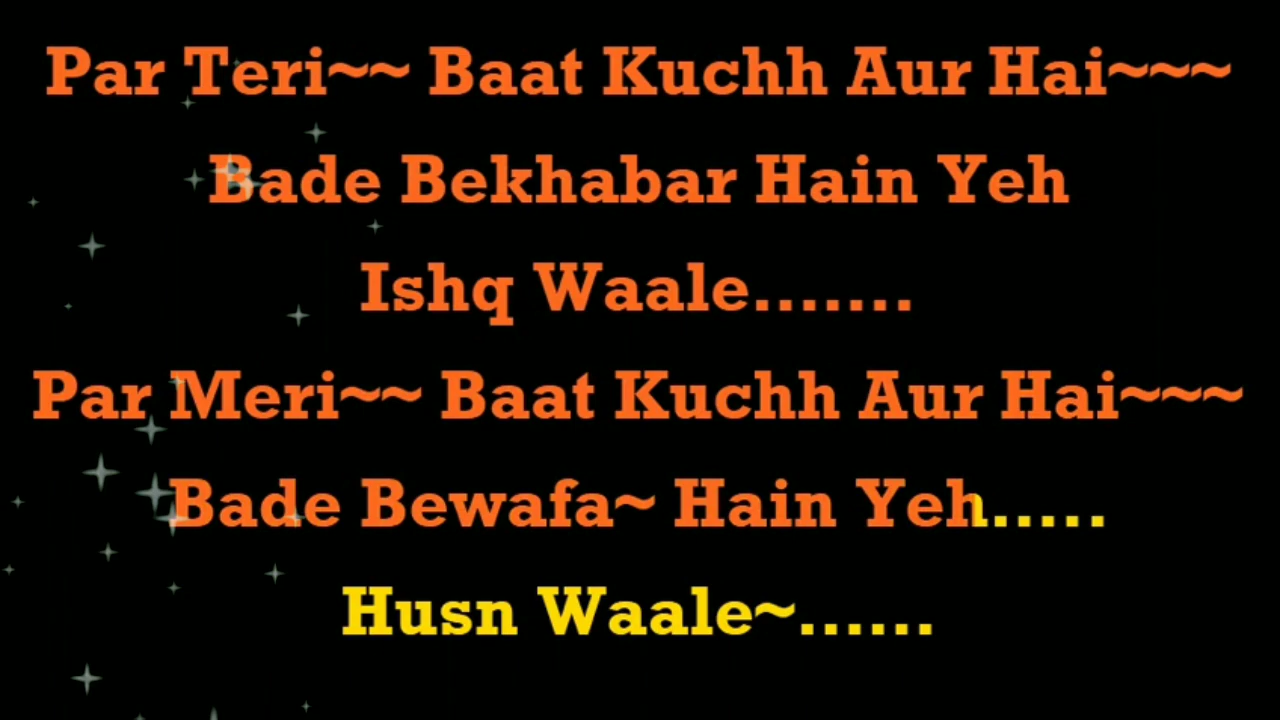 Par Teri~~ Baat Kuchh Aur Hai~~~
Bade Bekhabar Hain Yeh
Ishq Waale.......
Par Meri~~ Baat Kuchh Aur Hai~~~
Bade Bewafa~ Hain Yeh.....
Husn Waale~......